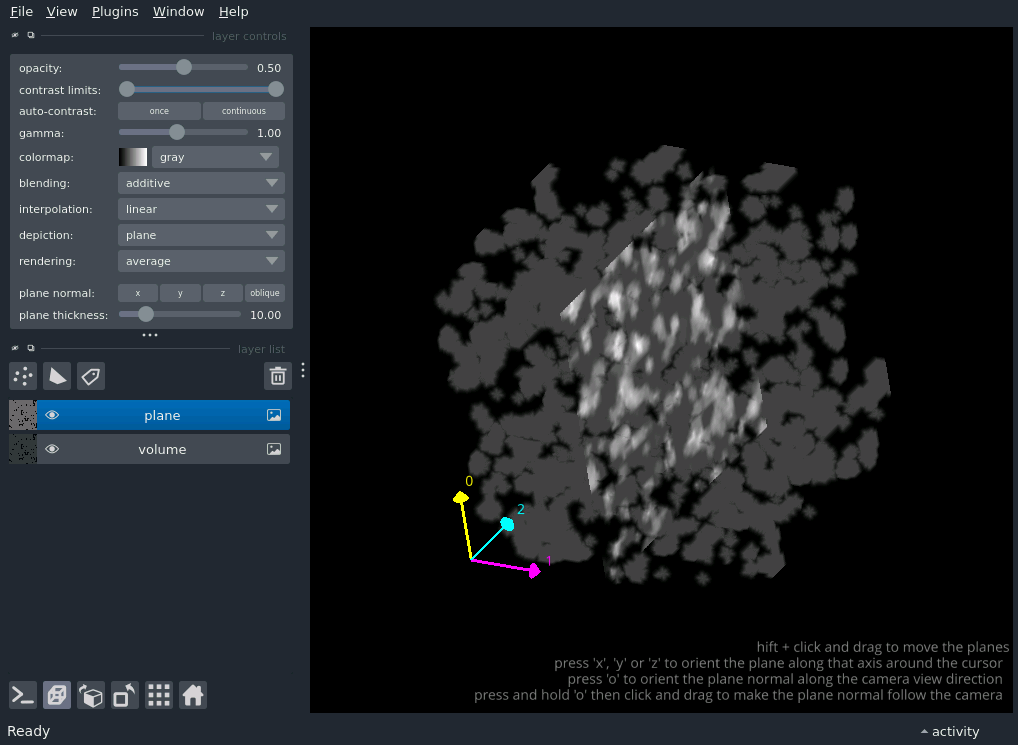 File View Plugins Window Help
layer controls
opacity: 0.50
contrast limits:
auto-contrast: once continuous
gamma: 1.00
colormap: gray
blending: additive
interpolation: linear
depiction: plane
rendering: average
plane normal: x y z oblique
plane thickness: 10.00
layer list
plane
volume
0
2
1
hift + click and drag to move the planes
press 'x', 'y' or 'z' to orient the plane along that axis around the cursor
press 'o' to orient the plane normal along the camera view direction
press and hold 'o' then click and drag to make the plane normal follow the camera
Ready activity